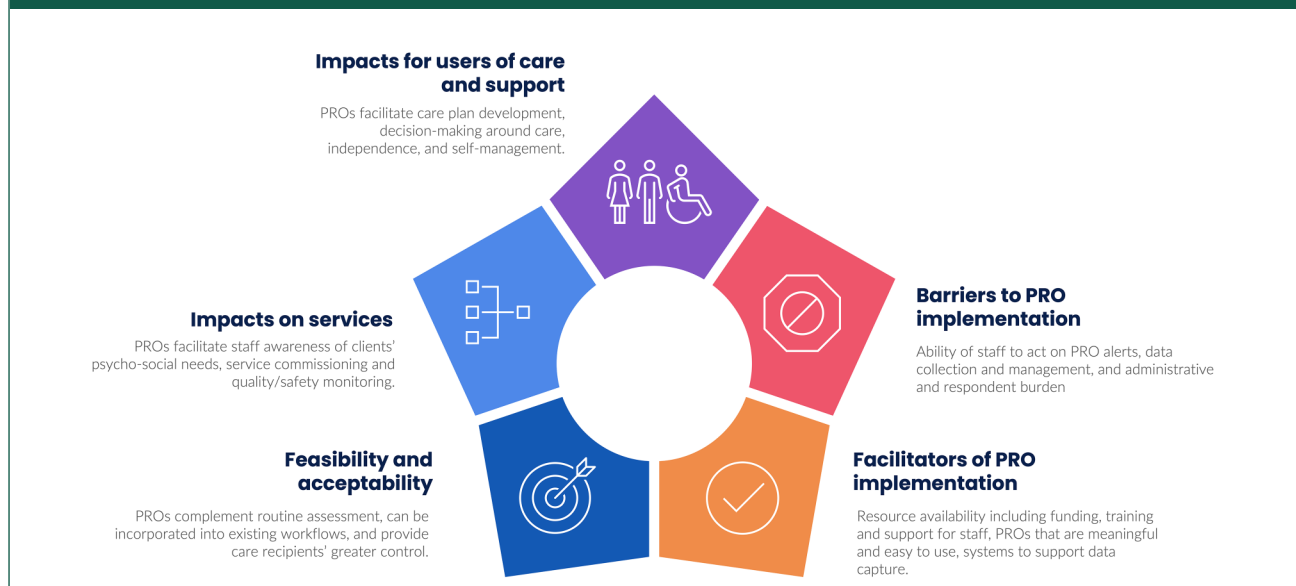 Impacts for users of care
and support
PROs facilitate care plan development,
decision-making around care,
independence, and self-management.
Impacts on services
PROs facilitate staff awareness of clients'
psycho-social needs, service commissioning and
quality/safety monitoring.
Feasibility and
acceptability
PROs complement routine assessment, can be
incorporated into existing workflows, and provide
care recipients' greater control.
Barriers to PRO
implementation
Ability of staff to act on PRO alerts, data
collection and management, and administrative
and respondent burden
Facilitators of PRO
implementation
Resource availability including funding, training
and support for staff, PROs that are meaningful
and easy to use, systems to support data
capture.